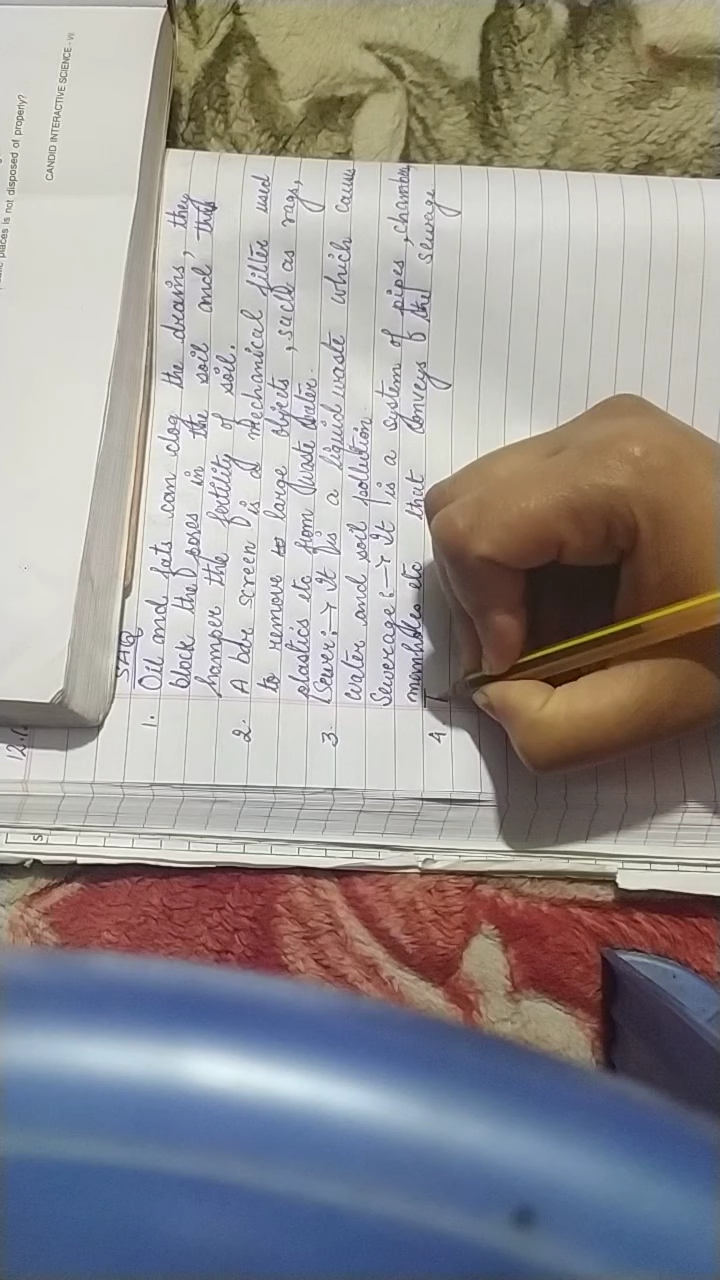 places is not disposed of properly?
CANDID INTERACTIVE SCIENCE - VI
SAQ
1. Oil and fats can clog the drains, they
block the pores in the soil and this
hamper the fertility of soil.
2. A bar screen is a mechanical filter used
to remove large objects, such as rags,
plastics etc from waste water.
3. Sewer :→ It is a liquid waste which cause
water and soil pollution.
Sewerage :→ It is a system of pipes, chambers,
manholes etc that conveys the sewage
4